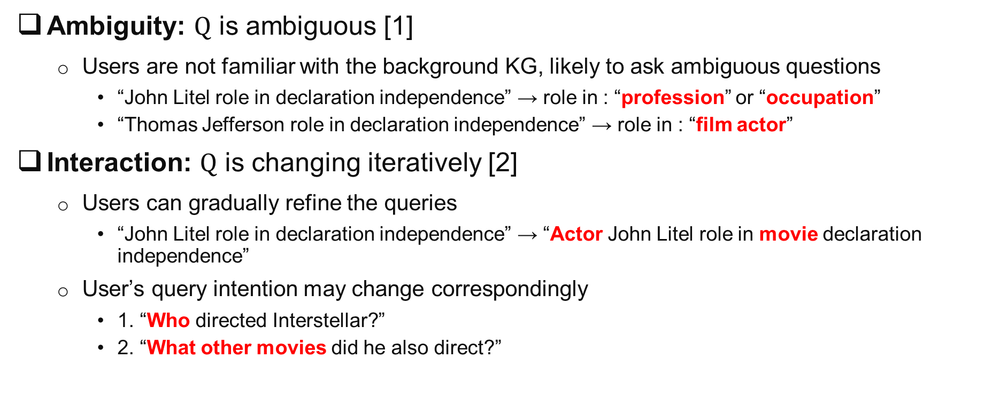 ❑ Ambiguity: Q is ambiguous [1]
o Users are not familiar with the background KG, likely to ask ambiguous questions
• “John Litel role in declaration independence” → role in : “profession” or “occupation”
• “Thomas Jefferson role in declaration independence” → role in : “film actor”
❑ Interaction: Q is changing iteratively [2]
o Users can gradually refine the queries
• “John Litel role in declaration independence” → “Actor John Litel role in movie declaration
independence”
o User’s query intention may change correspondingly
• 1. “Who directed Interstellar?”
• 2. “What other movies did he also direct?”